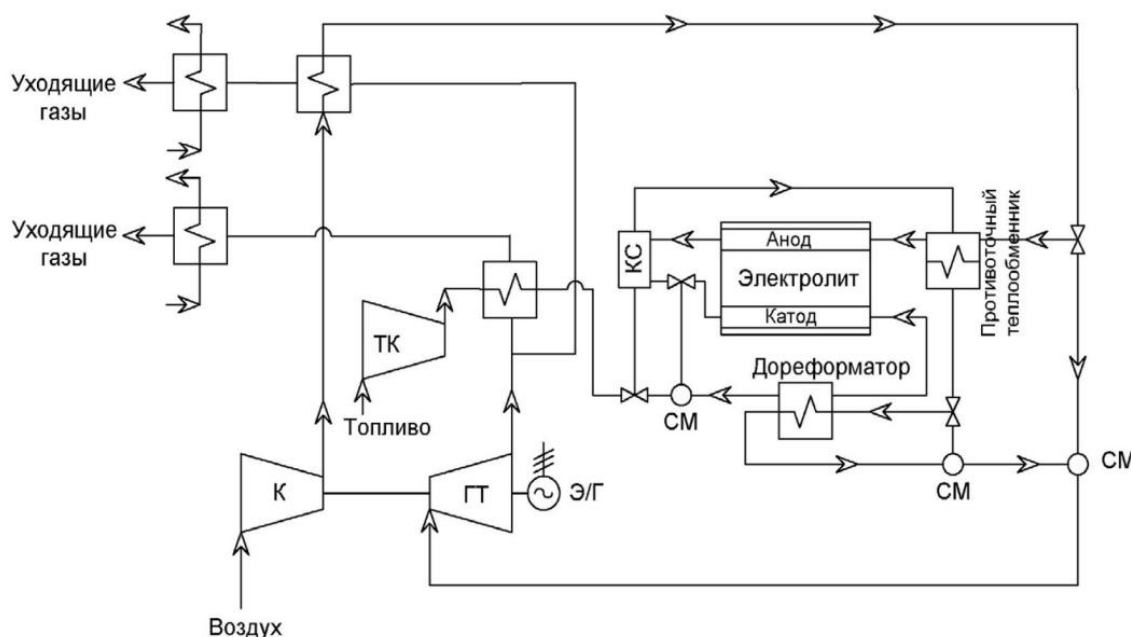 Уходящие
газы
Уходящие
газы
КС
Анод
Электролит
Катод
Противоточный
теплообменник
ТК
Топливо
Дореформатор
СМ
СМ
СМ
К
ГТ
Э/Г
Воздух